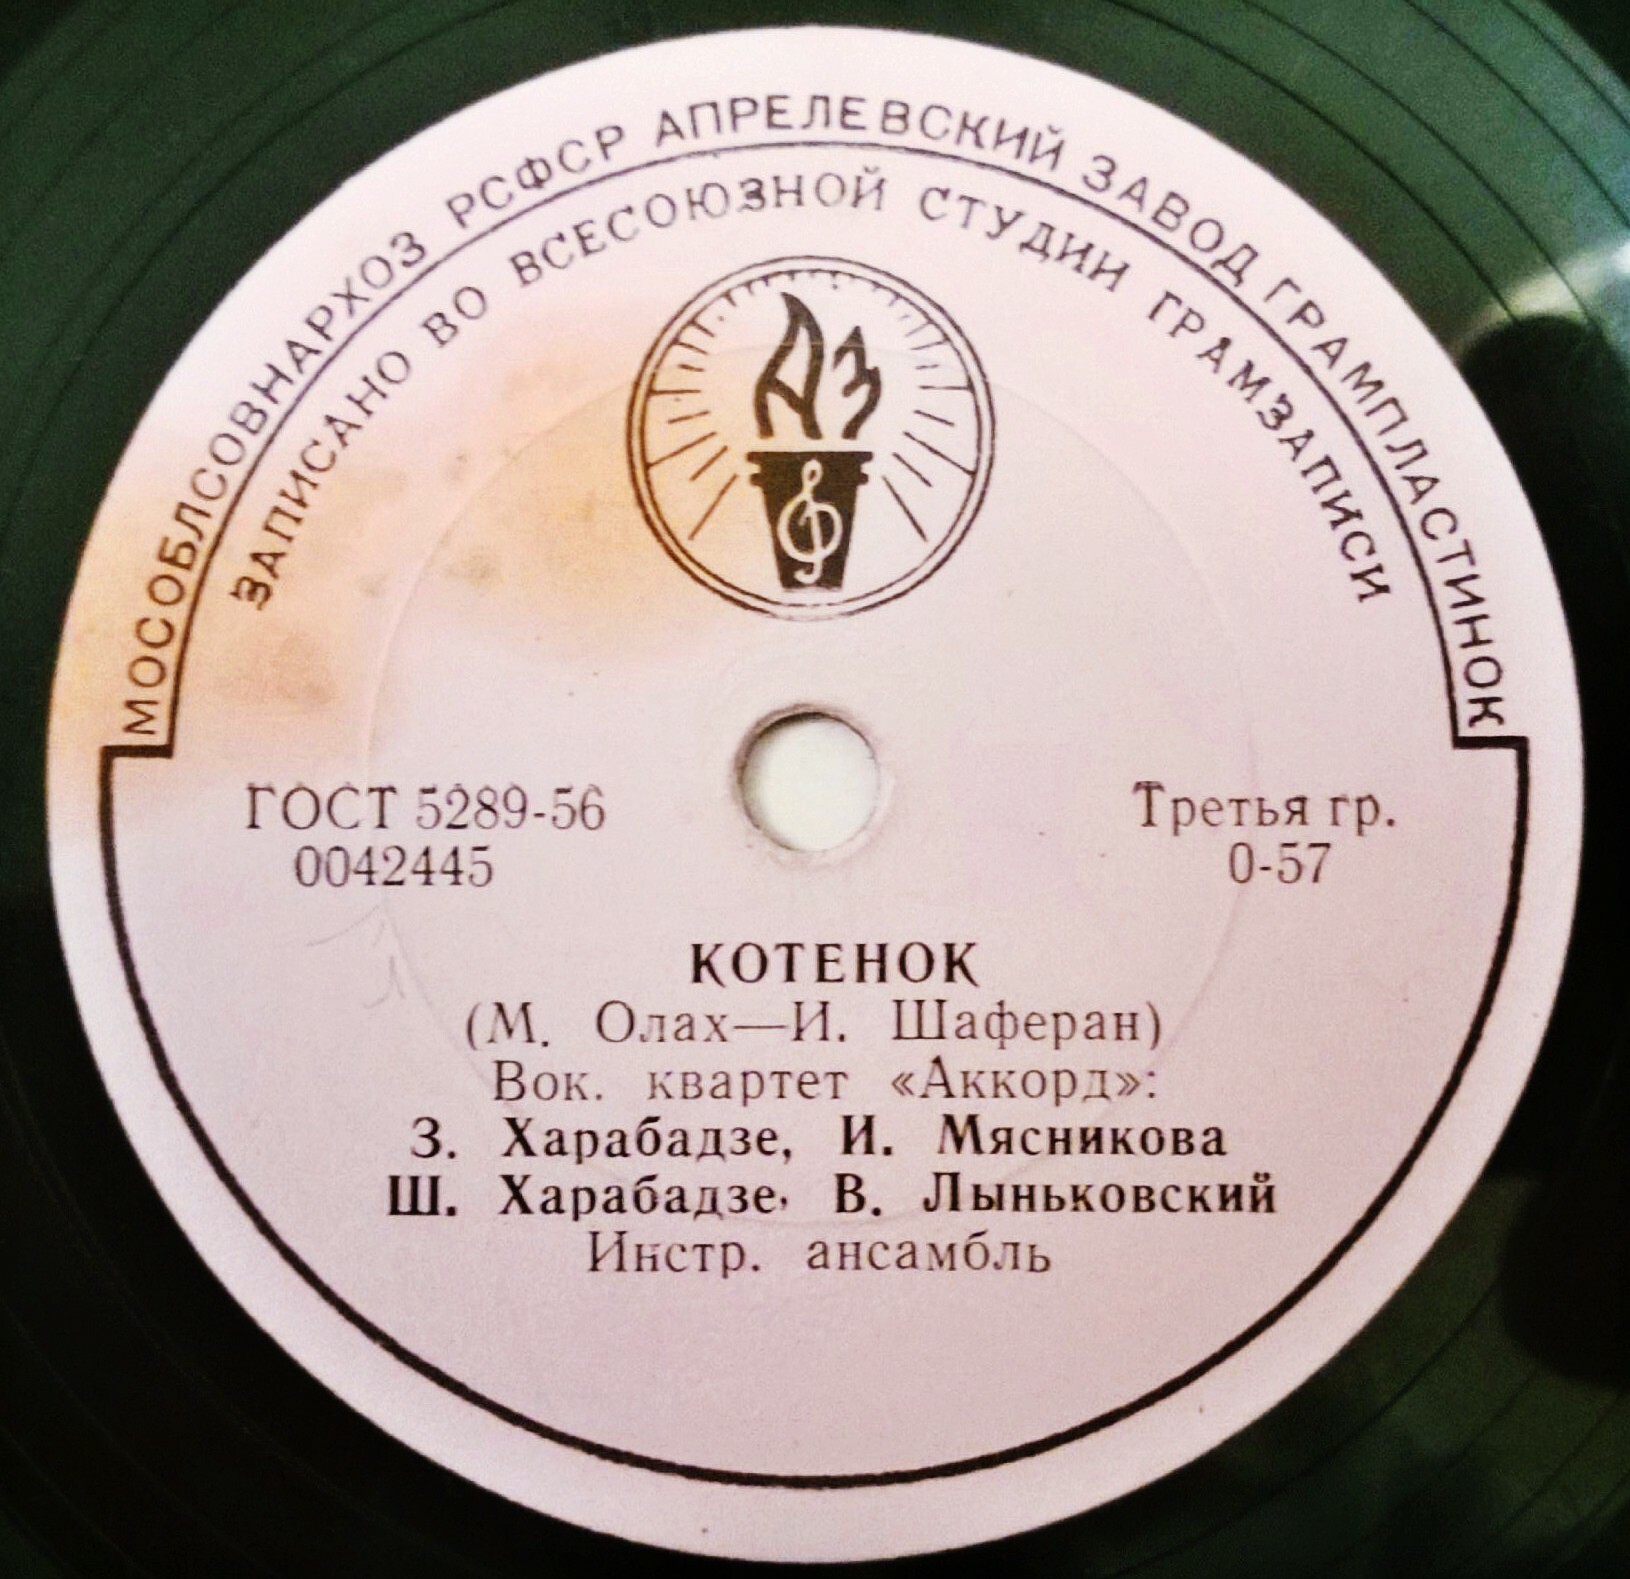 МОСОБЛСОВНАРХОЗ РСФСР АПРЕЛЕВСКИЙ ЗАВОД ГРАМПЛАСТИНОК
ЗАПИСАНО ВО ВСЕСОЮЗНОЙ СТУДИИ ГРАМЗАПИСИ
АЗ
ГОСТ 5289-56
0042445
Третья гр.
0-57
КОТЕНОК
(М. Олах—И. Шаферан)
Вок. квартет «Аккорд»:
З. Харабадзе, И. Мясникова
Ш. Харабадзе, В. Лыньковский
Инстр. ансамбль